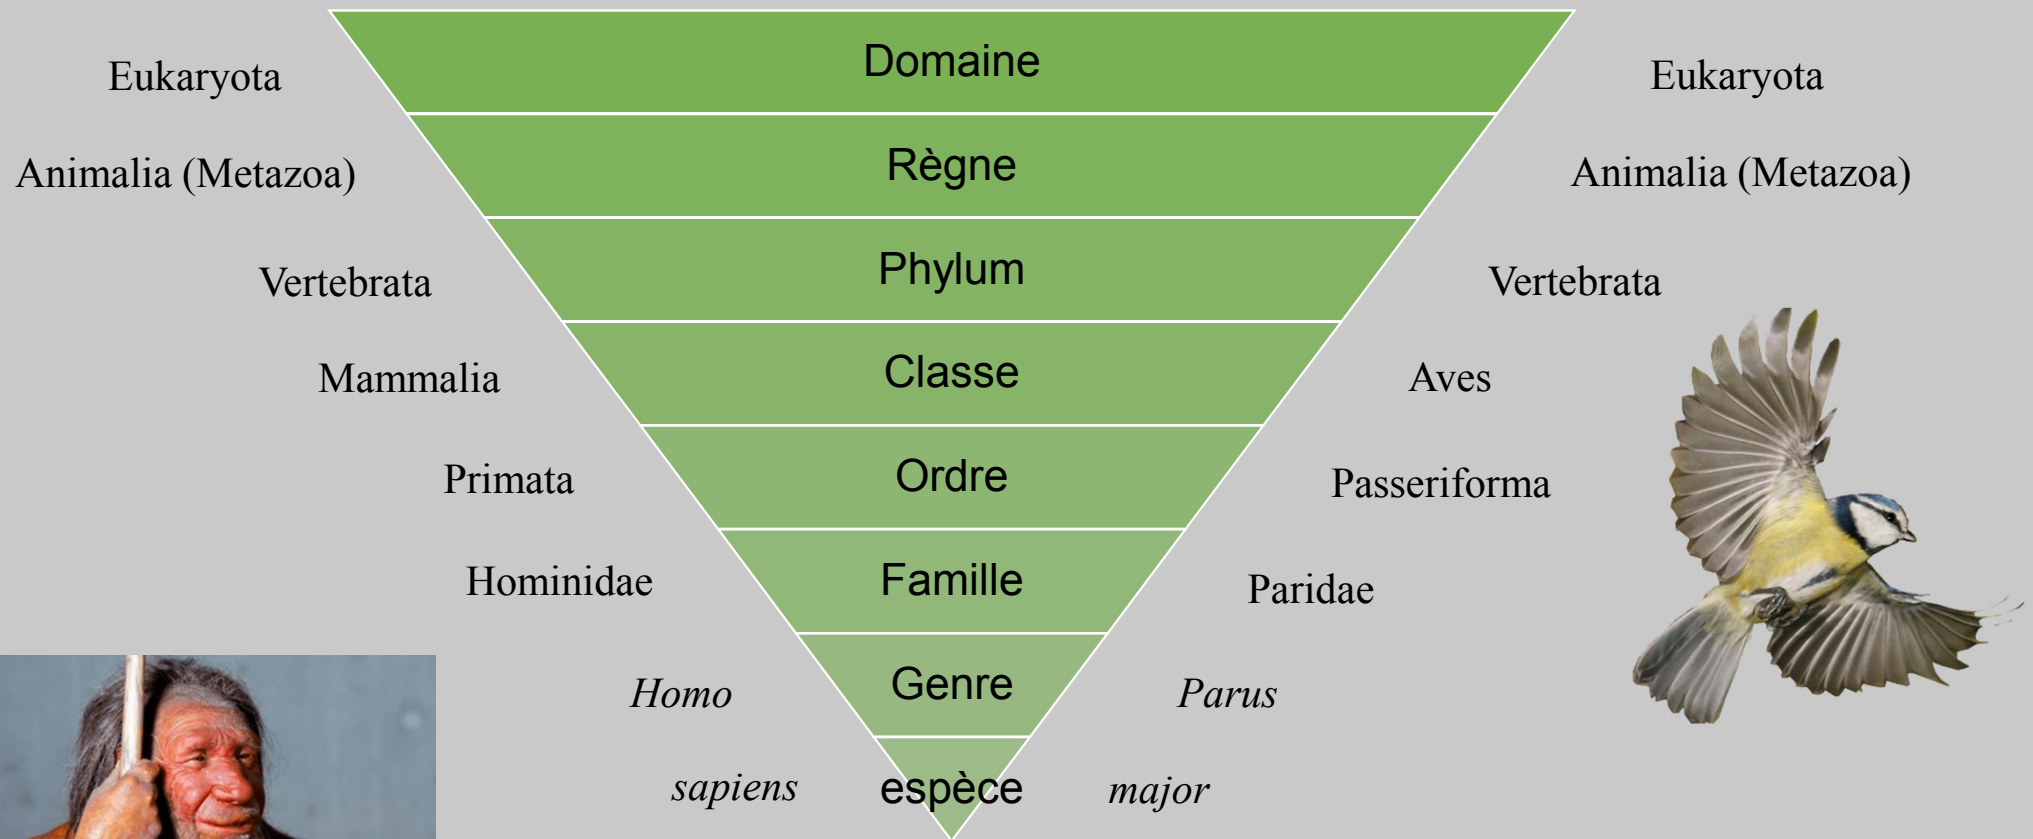 Eukaryota
Domaine
Eukaryota
Animalia (Metazoa)
Règne
Animalia (Metazoa)
Vertebrata
Phylum
Vertebrata
Mammalia
Classe
Aves
Primata
Ordre
Passeriforma
Hominidae
Famille
Paridae
Homo
Genre
Parus
sapiens
espèce
major